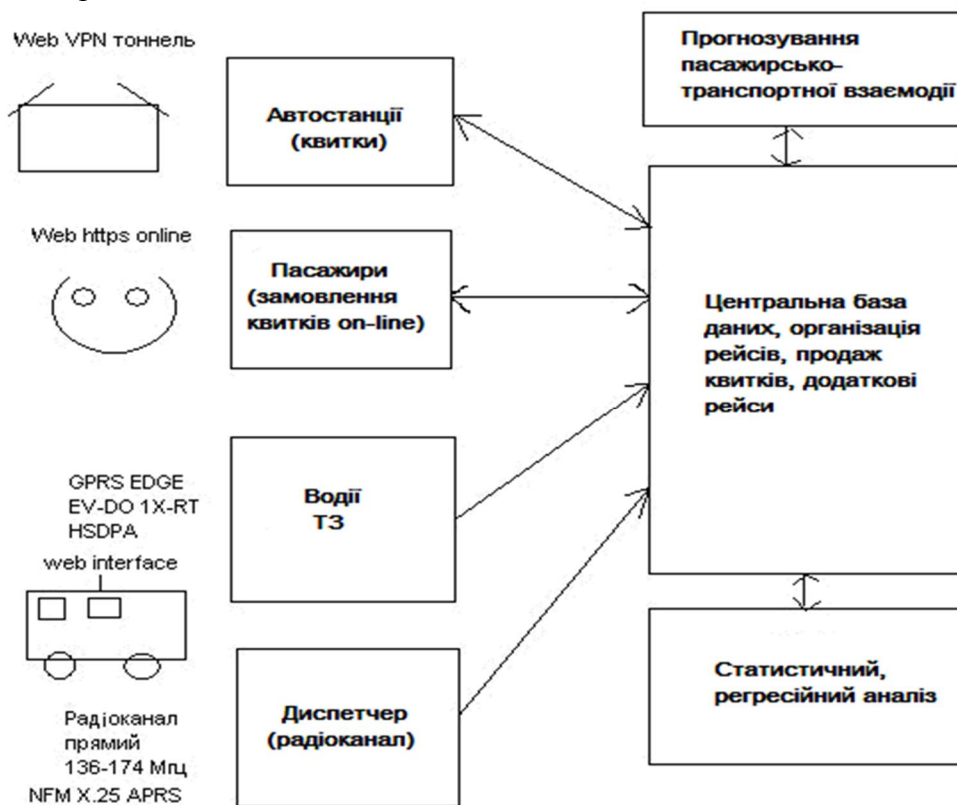 Web VPN тоннель
Web https online
GPRS EDGE
EV-DO 1X-RT
HSDPA
web interface
Радіоканал
прямий
136-174 Мгц
NFM X.25 APRS
Автостанції
(квитки)
Пасажири
(замовлення
квитків on-line)
Водії
ТЗ
Диспетчер
(радіоканал)
Прогнозування
пасажирсько-
транспортної взаємодії
Центральна база
даних, організація
рейсів, продаж
квитків, додаткові
рейси
Статистичний,
регресійний аналіз